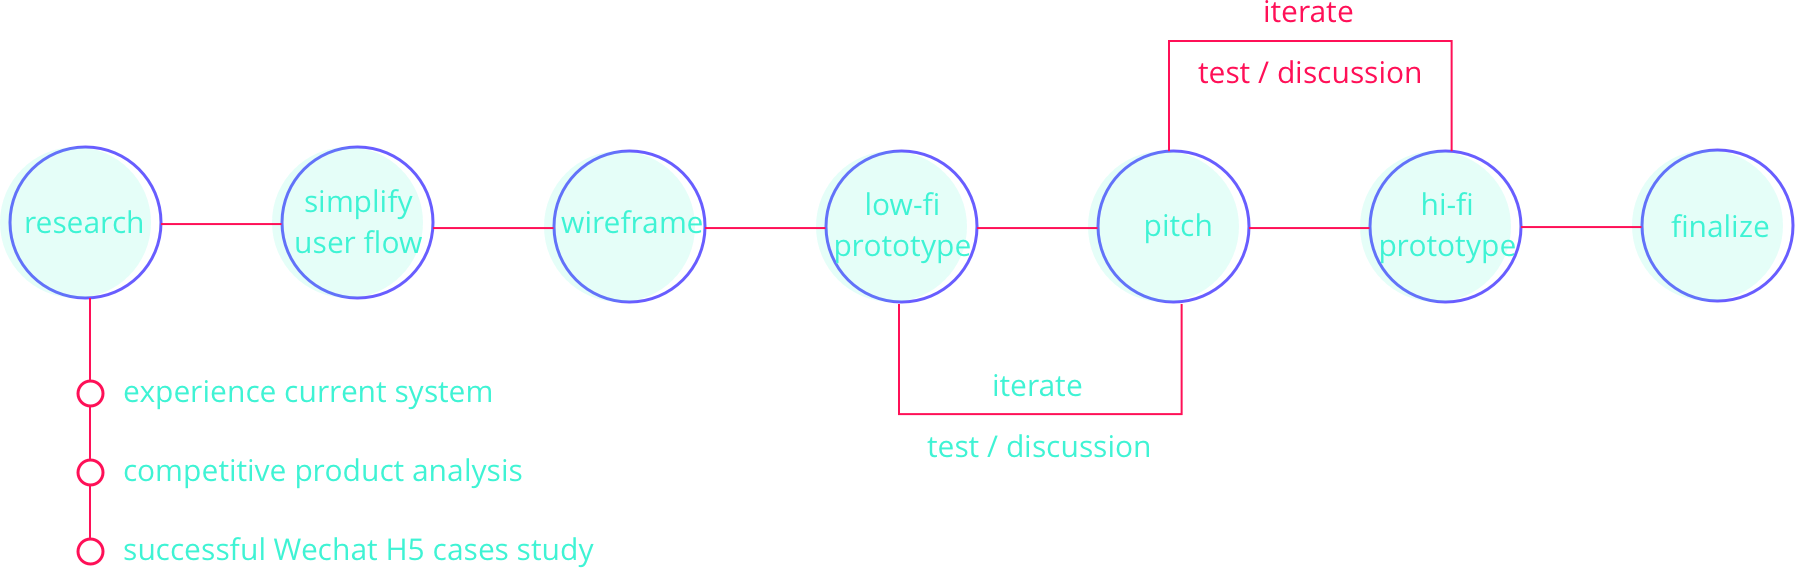 iterate
test / discussion
research
simplify
user flow
wireframe
low-fi
prototype
pitch
hi-fi
prototype
finalize
iterate
test / discussion
experience current system
competitive product analysis
successful Wechat H5 cases study